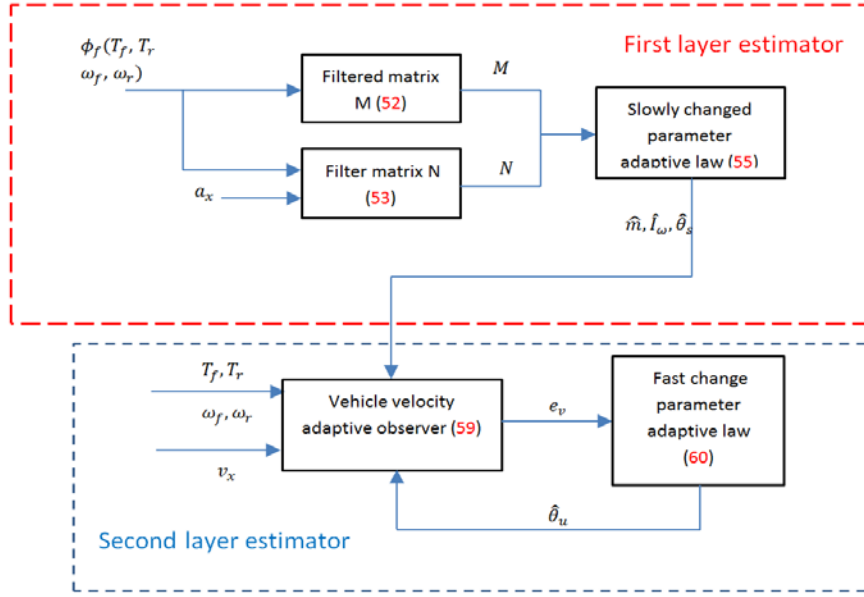 First layer estimator
ϕ_f(T_f, T_r
ω_f, ω_r)
Filtered matrix
M (52)
M
Filter matrix N
(53)
N
a_x
Slowly changed
parameter
adaptive law (55)
m̂, Î_ω, θ̂_s
T_f, T_r
ω_f, ω_r
v_x
Vehicle velocity
adaptive observer (59)
e_v
Fast change
parameter
adaptive law
(60)
θ̂_u
Second layer estimator